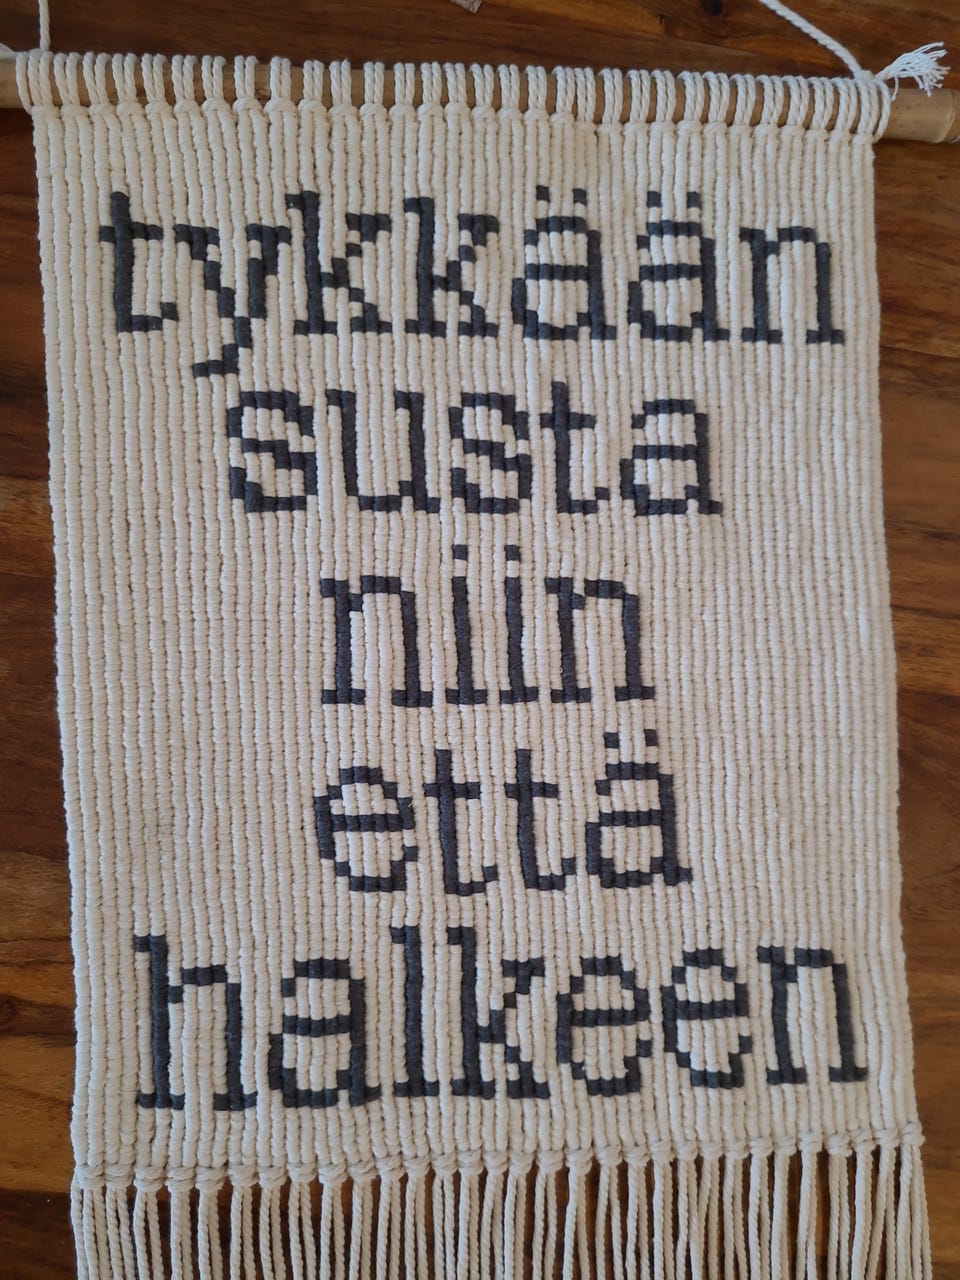 tykkään
susta
niin
että
halkeen